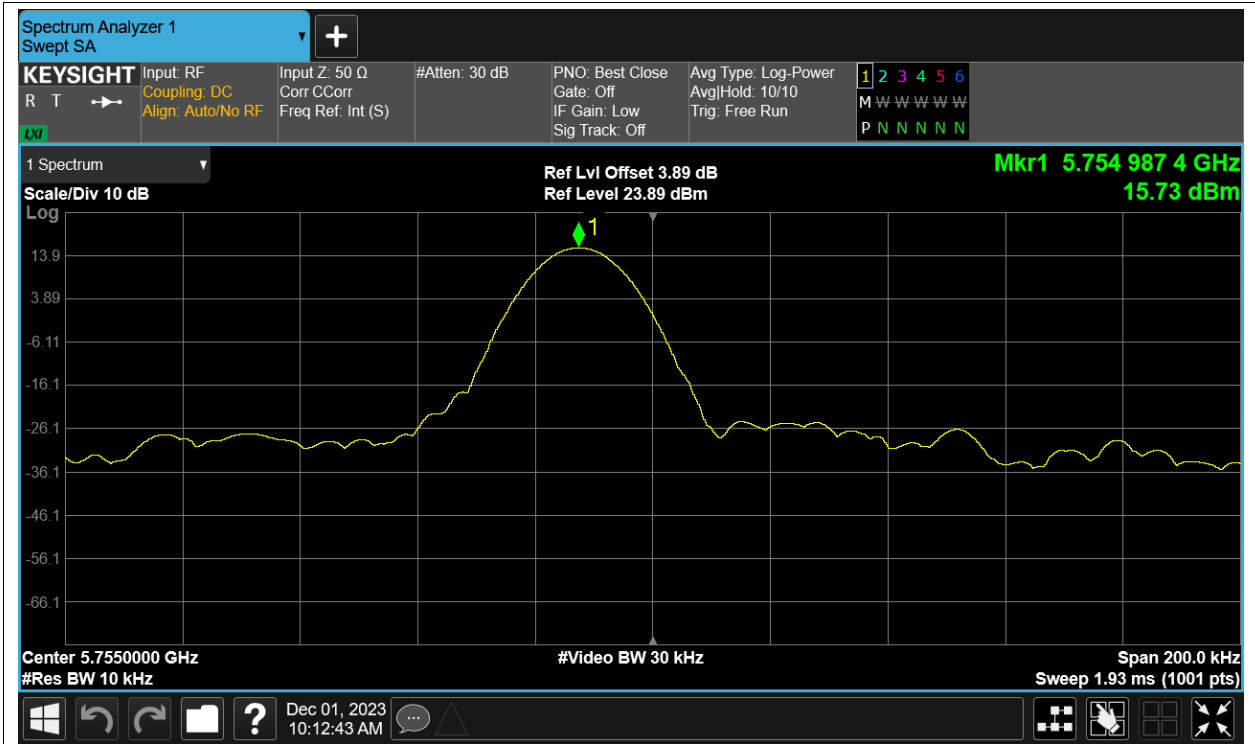 Spectrum Analyzer 1
Swept SA
+
KEYSIGHT
R T
LXI
Input: RF
Coupling: DC
Align: Auto/No RF
Input Z: 50 Ω
Corr CCorr
Freq Ref: Int (S)
#Atten: 30 dB
PNO: Best Close
Gate: Off
IF Gain: Low
Sig Track: Off
Avg Type: Log-Power
Avg|Hold: 10/10
Trig: Free Run
1 2 3 4 5 6
M W W W W W
P N N N N N
1 Spectrum
Scale/Div 10 dB
Log
Ref Lvl Offset 3.89 dB
Ref Level 23.89 dBm
Mkr1 5.754 987 4 GHz
15.73 dBm
1
13.9
3.89
-6.11
-16.1
-26.1
-36.1
-46.1
-56.1
-66.1
Center 5.7550000 GHz
#Res BW 10 kHz
#Video BW 30 kHz
Span 200.0 kHz
Sweep 1.93 ms (1001 pts)
?
Dec 01, 2023
10:12:43 AM